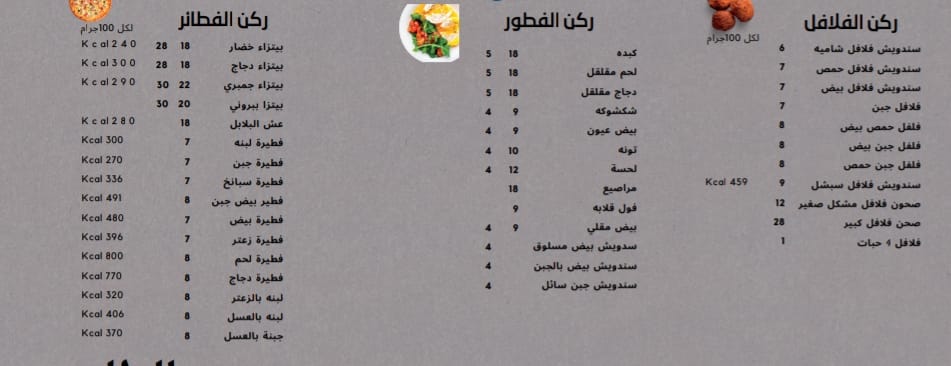 ركن الفلافل
لكل 100جرام
سندويش فلافل شاميه 6
سندويش فلافل حمص 7
سندويش فلافل بيض 7
فلافل جبن 7
فلفل حمص بيض 8
فلفل جبن بيض 8
فلفل جبن حمص 8
سندويش فلافل سبشل 9 Kcal 459
صحون فلافل مشكل صغير 12
صحن فلافل كبير 28
فلافل 4 حبات 1
ركن الفطور
كبده 18 5
لحم مقلقل 18 5
دجاج مقلقل 18 5
شكشوكه 9 4
بيض عيون 9 4
تونه 10 4
لحسة 12 4
مراصيع 18
فول قلابه 9
بيض مقلي 9 4
سدويش بيض مسلوق 4
سندويش بيض بالجبن 4
سندويش جبن سائل 4
ركن الفطائر
لكل 100جرام
بيتزاء خضار 18 28 Kcal 240
بيتزاء دجاج 18 28 Kcal 300
بيتزاء جمبري 22 30 Kcal 290
بيتزا ببروني 20 30
عش البلابل 18 Kcal 280
فطيرة لبنه 7 Kcal 300
فطيرة جبن 7 Kcal 270
فطيرة سبانخ 7 Kcal 336
فطير بيض جبن 8 Kcal 491
فطيرة بيض 7 Kcal 480
فطيرة زعتر 7 Kcal 396
فطيرة لحم 8 Kcal 800
فطيرة دجاج 8 Kcal 770
لبنه بالزعتر 8 Kcal 320
لبنه بالعسل 8 Kcal 406
جبنة بالعسل 8 Kcal 370